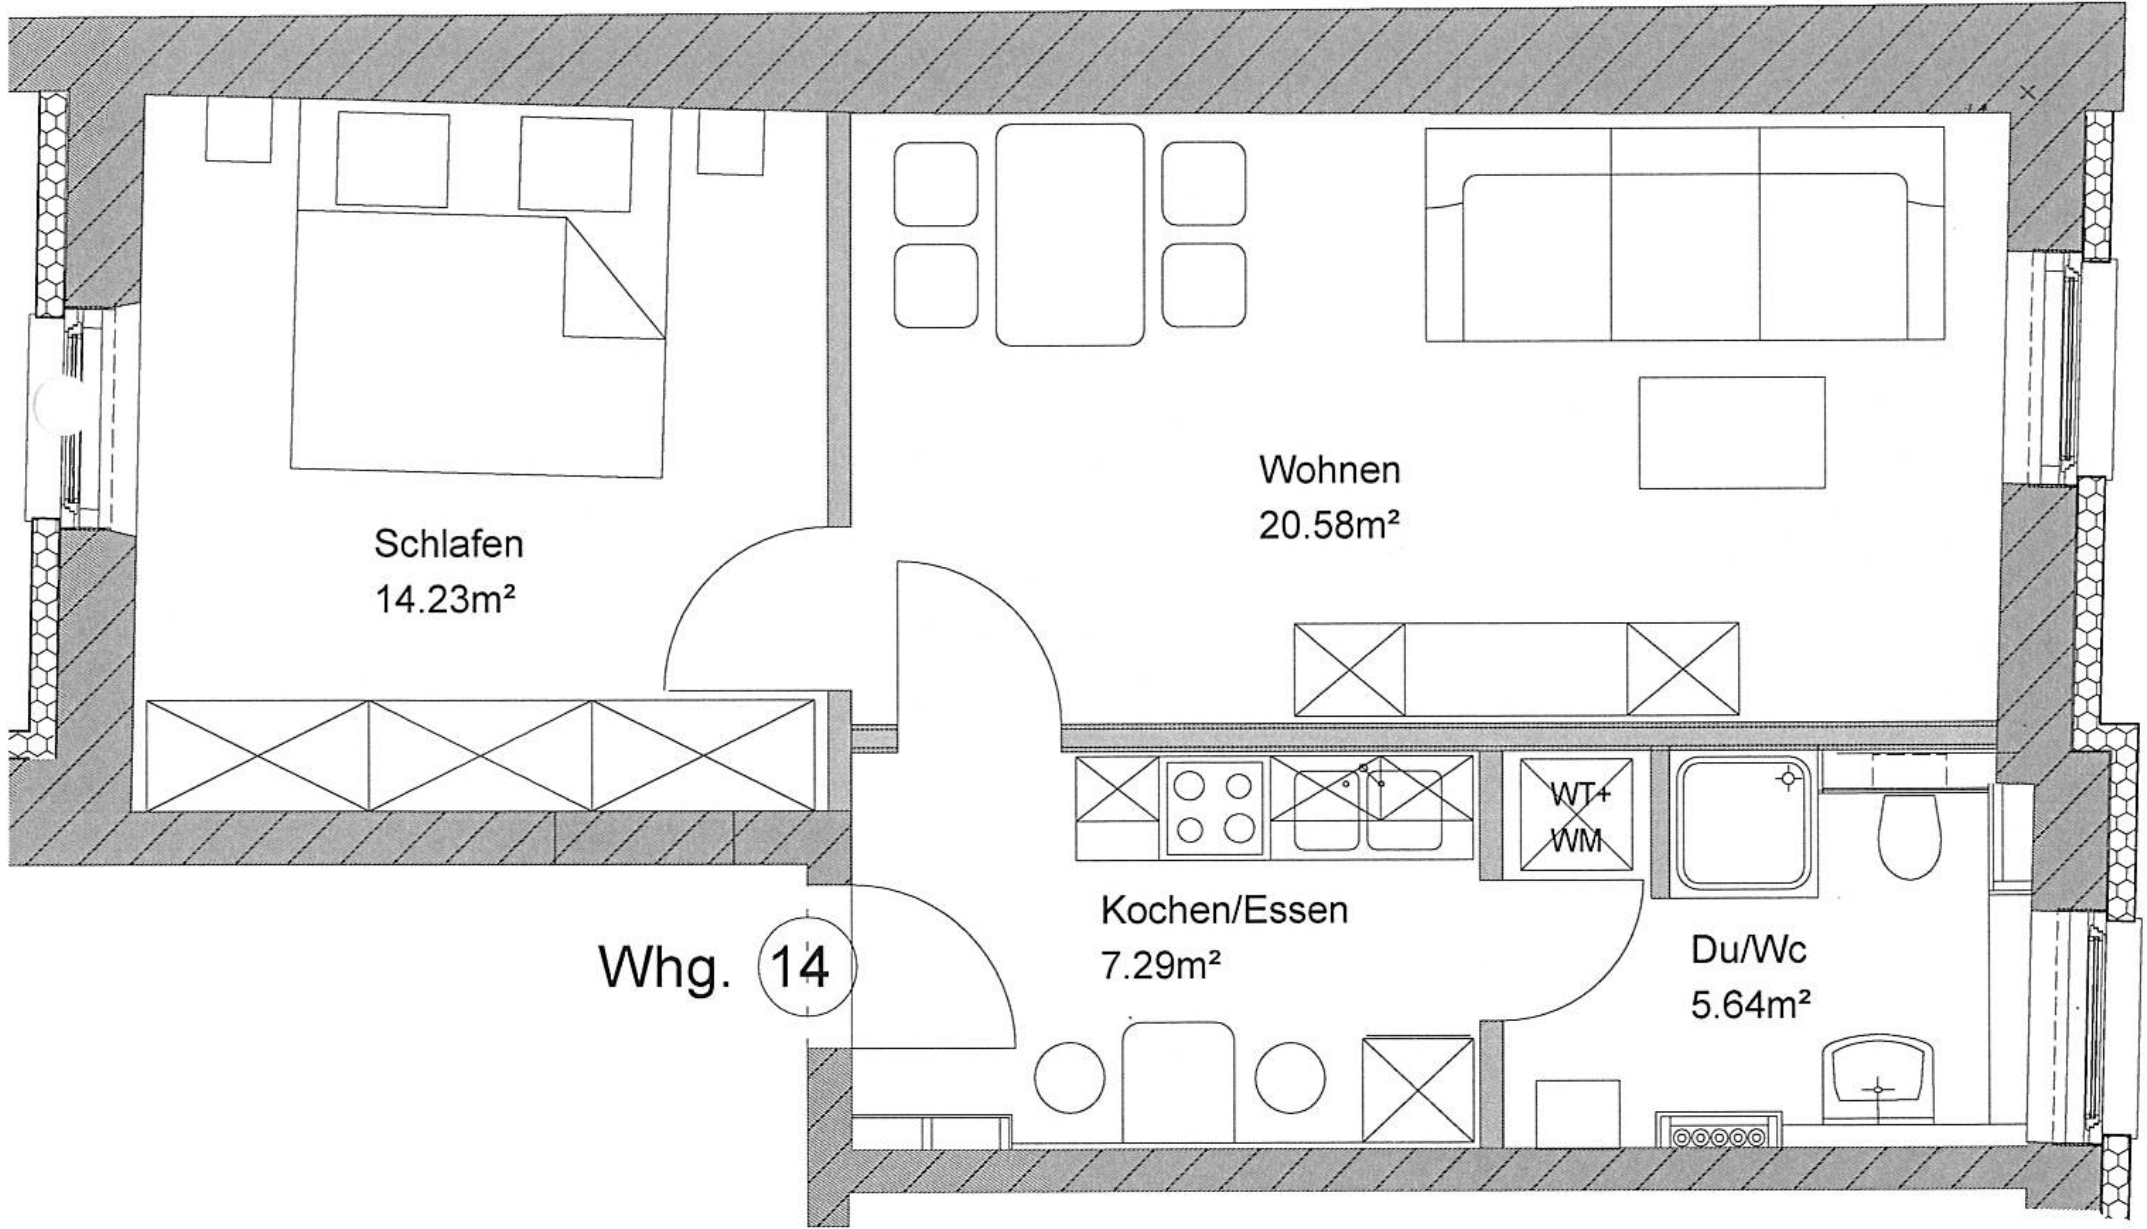 Wohnen
20.58m²
Schlafen
14.23m²
WT+
WM
Kochen/Essen
7.29m²
Du/Wc
5.64m²
Whg. 14